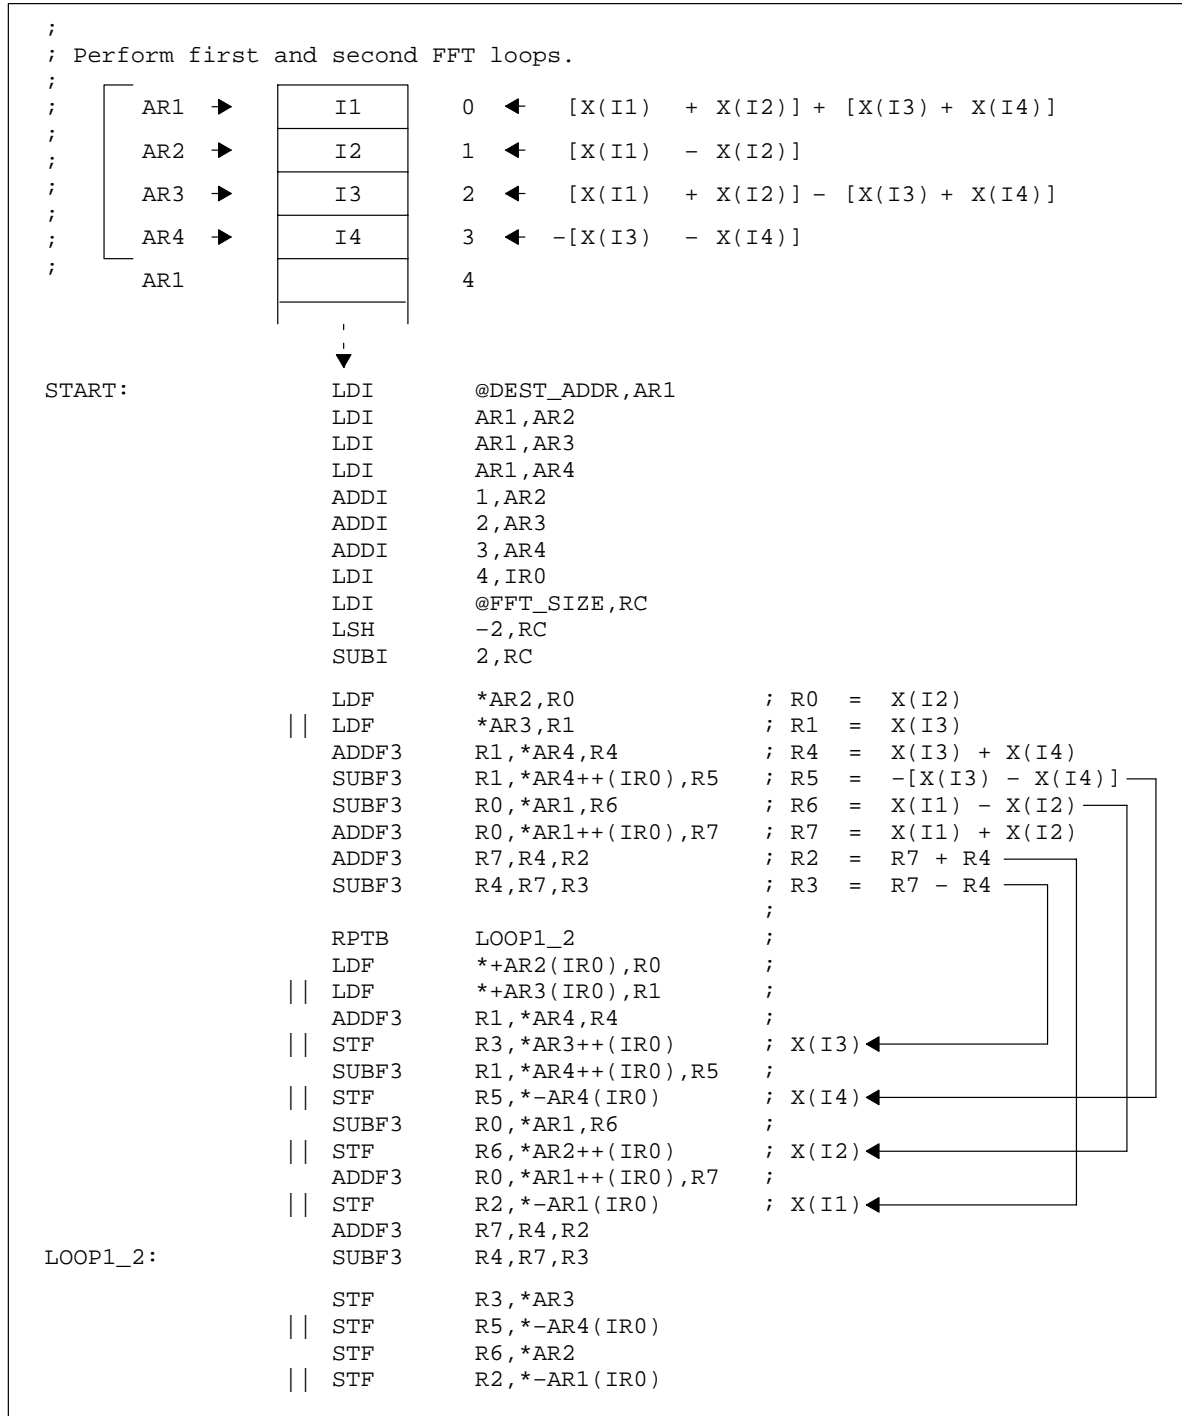 ;
; Perform first and second FFT loops.
;
; AR1 I1 0 [X(I1) + X(I2)] + [X(I3) + X(I4)]
;
; AR2 I2 1 [X(I1) − X(I2)]
; AR3 I3 2 [X(I1) + X(I2)] − [X(I3) + X(I4)]
;
; AR4 I4 3 −[X(I3) − X(I4)]
;
AR1 4
START: LDI @DEST_ADDR,AR1
LDI AR1,AR2
LDI AR1,AR3
LDI AR1,AR4
ADDI 1,AR2
ADDI 2,AR3
ADDI 3,AR4
LDI 4,IR0
LDI @FFT_SIZE,RC
LSH −2,RC
SUBI 2,RC
LDF *AR2,R0 ; R0 = X(I2)
|| LDF *AR3,R1 ; R1 = X(I3)
ADDF3 R1,*AR4,R4 ; R4 = X(I3) + X(I4)
SUBF3 R1,*AR4++(IR0),R5 ; R5 = −[X(I3) − X(I4)]
SUBF3 R0,*AR1,R6 ; R6 = X(I1) − X(I2)
ADDF3 R0,*AR1++(IR0),R7 ; R7 = X(I1) + X(I2)
ADDF3 R7,R4,R2 ; R2 = R7 + R4
SUBF3 R4,R7,R3 ; R3 = R7 − R4
;
RPTB LOOP1_2 ;
LDF *+AR2(IR0),R0 ;
|| LDF *+AR3(IR0),R1 ;
ADDF3 R1,*AR4,R4 ;
|| STF R3,*AR3++(IR0) ; X(I3)
SUBF3 R1,*AR4++(IR0),R5 ;
|| STF R5,*−AR4(IR0) ; X(I4)
SUBF3 R0,*AR1,R6 ;
|| STF R6,*AR2++(IR0) ; X(I2)
ADDF3 R0,*AR1++(IR0),R7 ;
|| STF R2,*−AR1(IR0) ; X(I1)
ADDF3 R7,R4,R2
LOOP1_2: SUBF3 R4,R7,R3
STF R3,*AR3
|| STF R5,*−AR4(IR0)
STF R6,*AR2
|| STF R2,*−AR1(IR0)